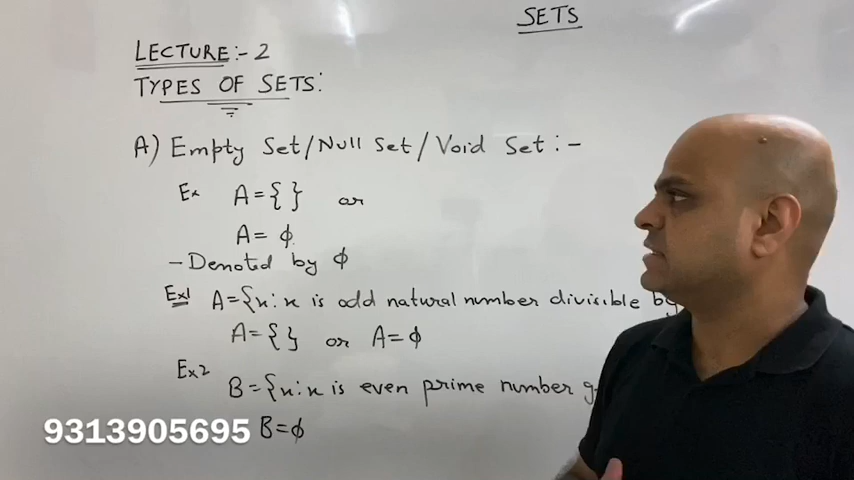 SETS
LECTURE:- 2
TYPES OF SETS:
A) Empty Set/Null Set/Void Set:-
Ex A={} or
A= ϕ
- Denoted by ϕ
Ex1 A={x: x is odd natural number divisible by
A={} or A=ϕ
Ex2 B={x:x is even prime number
B=ϕ
9313905695